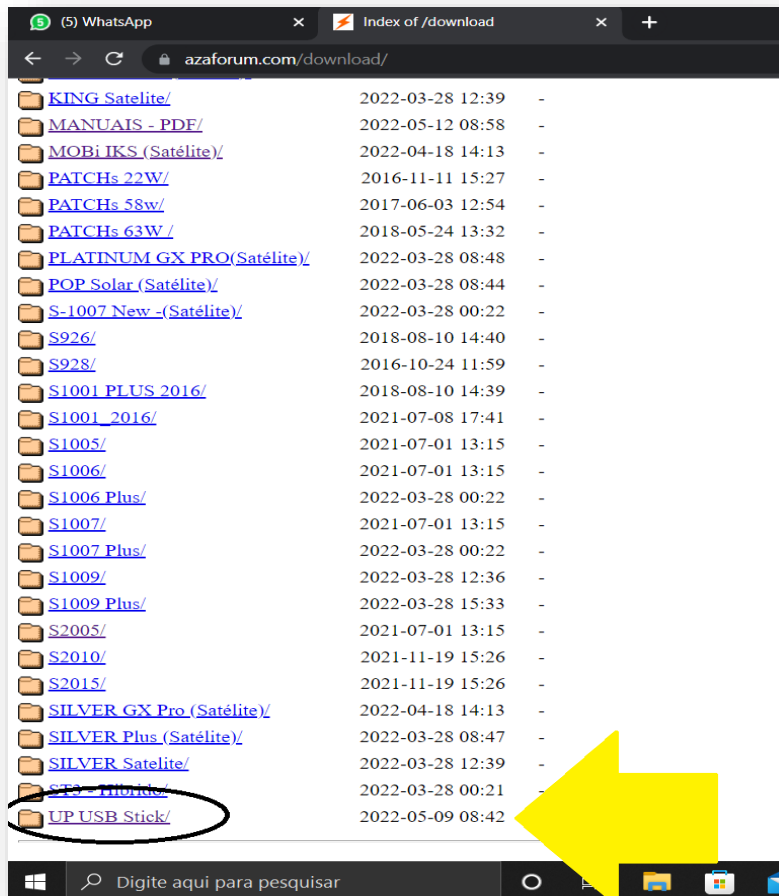 (5) WhatsApp
Index of /download
azaforum.com/download/
KING Satelite/ 2022-03-28 12:39 -
MANUAIS - PDF/ 2022-05-12 08:58 -
MOBi IKS (Satélite)/ 2022-04-18 14:13 -
PATCHs 22W/ 2016-11-11 15:27 -
PATCHs 58w/ 2017-06-03 12:54 -
PATCHs 63W / 2018-05-24 13:32 -
PLATINUM GX PRO(Satélite)/ 2022-03-28 08:48 -
POP Solar (Satélite)/ 2022-03-28 08:44 -
S-1007 New -(Satélite)/ 2022-03-28 00:22 -
S926/ 2018-08-10 14:40 -
S928/ 2016-10-24 11:59 -
S1001 PLUS 2016/ 2018-08-10 14:39 -
S1001_2016/ 2021-07-08 17:41 -
S1005/ 2021-07-01 13:15 -
S1006/ 2021-07-01 13:15 -
S1006 Plus/ 2022-03-28 00:22 -
S1007/ 2021-07-01 13:15 -
S1007 Plus/ 2022-03-28 00:22 -
S1009/ 2022-03-28 12:36 -
S1009 Plus/ 2022-03-28 15:33 -
S2005/ 2021-07-01 13:15 -
S2010/ 2021-11-19 15:26 -
S2015/ 2021-11-19 15:26 -
SILVER GX Pro (Satélite)/ 2022-04-18 14:13 -
SILVER Plus (Satélite)/ 2022-03-28 08:47 -
SILVER Satelite/ 2022-03-28 12:39 -
ST3 - Hibrido/ 2022-03-28 00:21 -
UP USB Stick/ 2022-05-09 08:42
Digite aqui para pesquisar